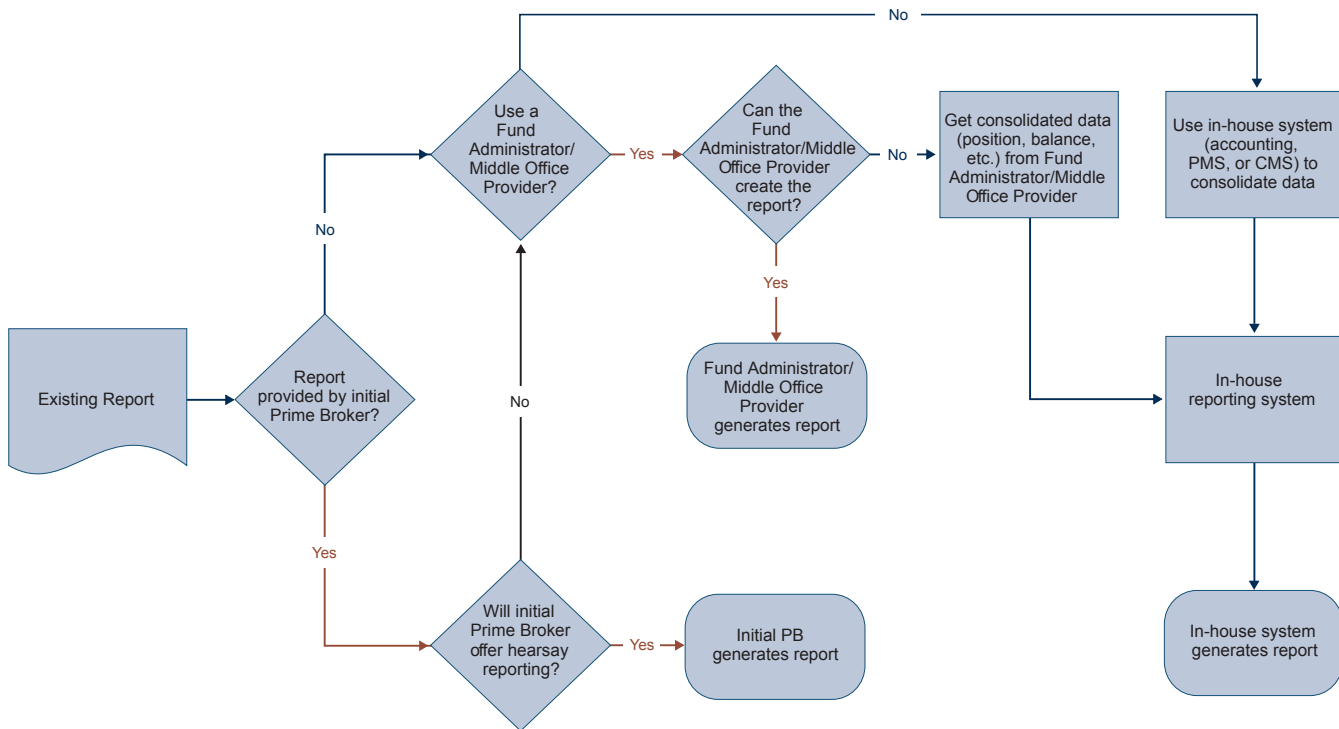 No
Use a
Fund
Administrator/
Middle Office
Provider?
Yes
Can the
Fund
Administrator/Middle
Office Provider
create the
report?
No
Get consolidated data
(position, balance,
etc.) from Fund
Administrator/Middle
Office Provider
Use in-house system
(accounting,
PMS, or CMS) to
consolidate data
No
Yes
Existing Report
Report
provided by initial
Prime Broker?
No
Fund Administrator/
Middle Office
Provider
generates report
In-house
reporting system
Yes
Will initial
Prime Broker
offer hearsay
reporting?
Yes
Initial PB
generates report
In-house system
generates report